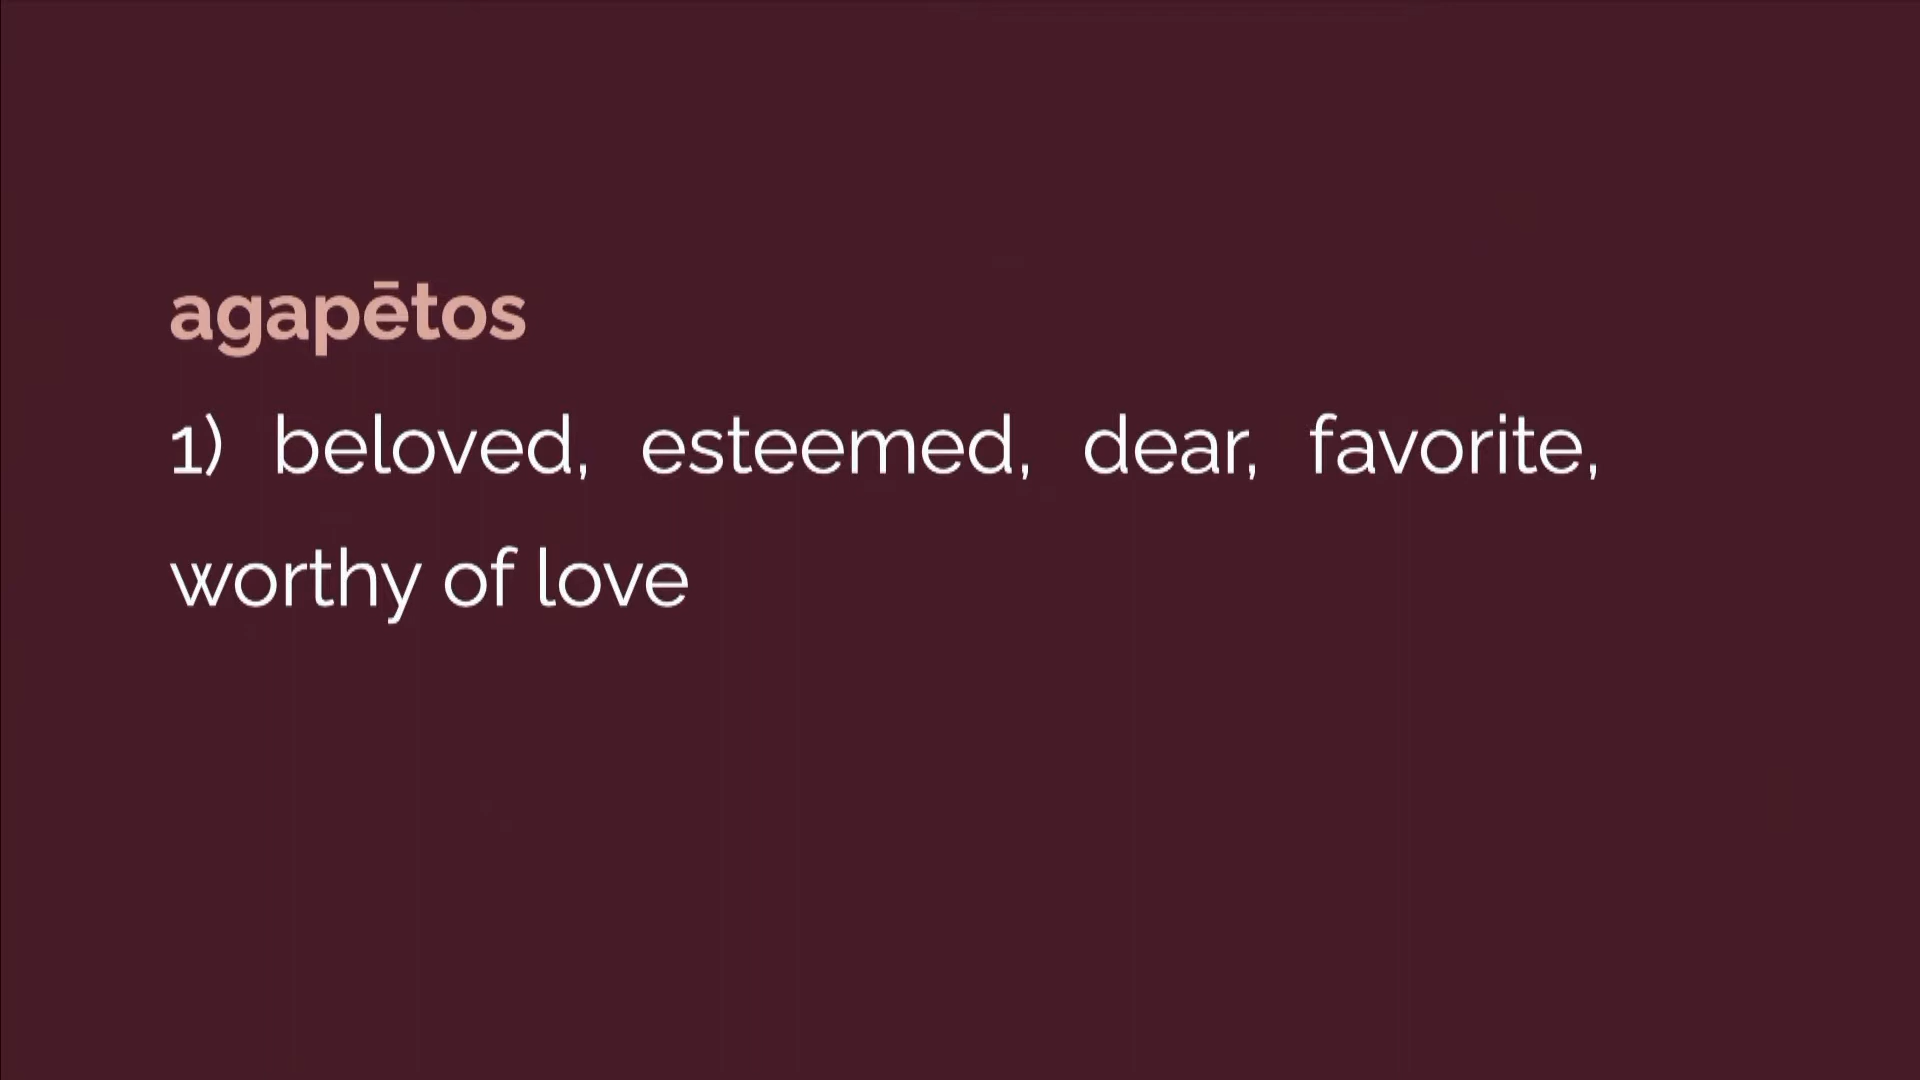 agapētos
1) beloved, esteemed, dear, favorite,
worthy of love